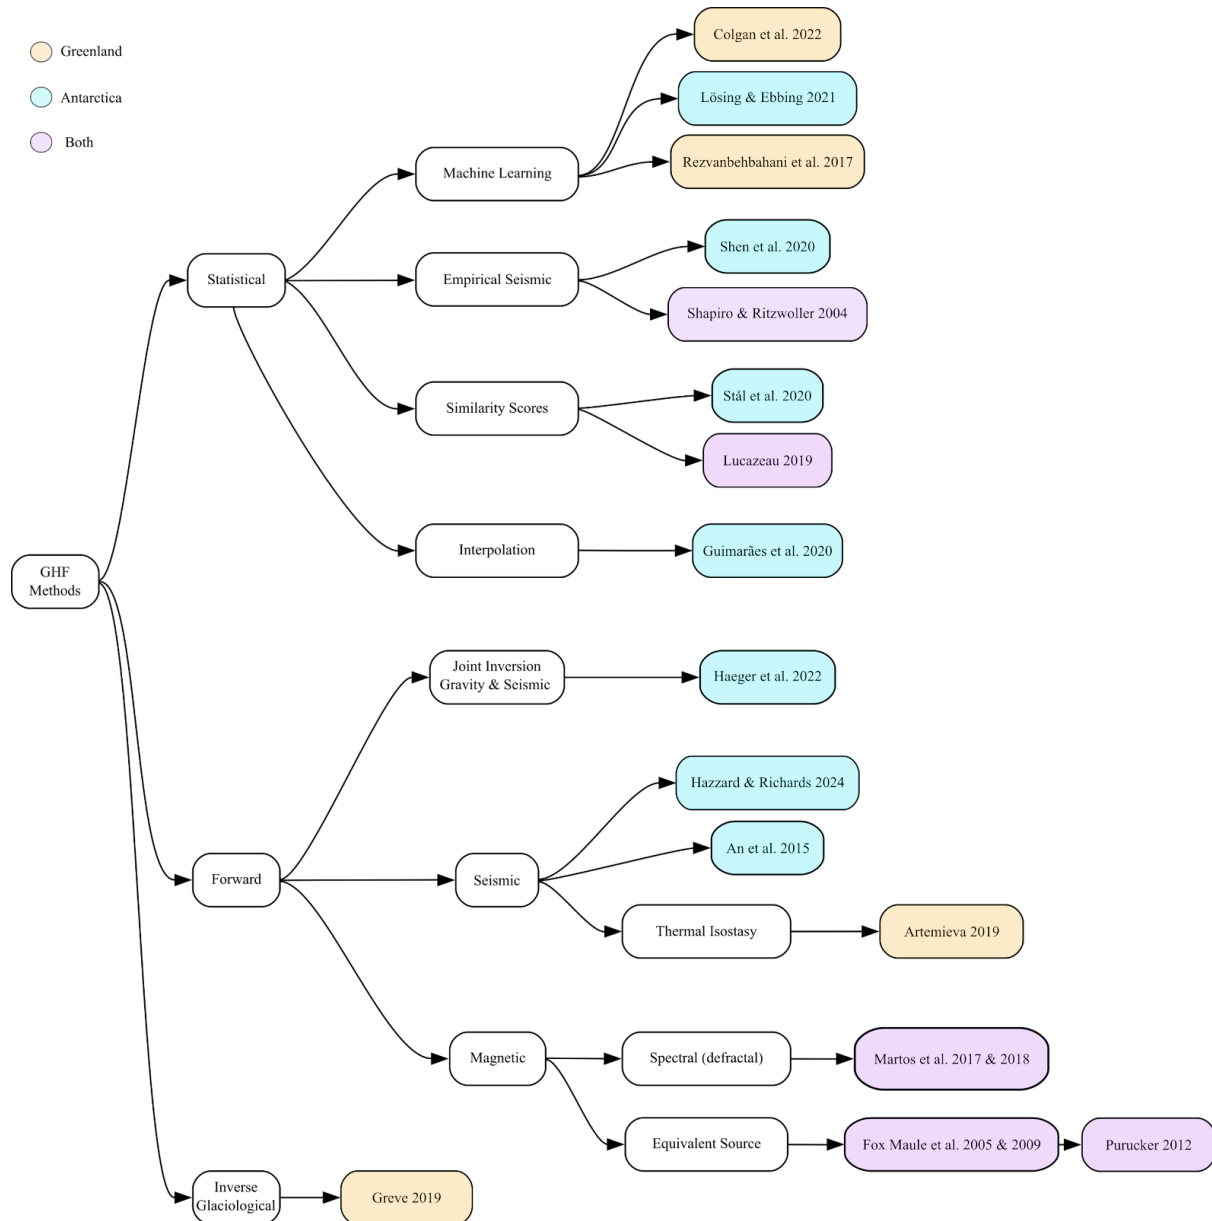 Greenland
Antarctica
Both
Colgan et al. 2022
Lösing & Ebbing 2021
Machine Learning
Rezvanbehbahani et al. 2017
Statistical
Empirical Seismic
Shen et al. 2020
Shapiro & Ritzwoller 2004
Similarity Scores
Stål et al. 2020
Lucazeau 2019
Interpolation
Guimarães et al. 2020
GHF
Methods
Joint Inversion
Gravity & Seismic
Haeger et al. 2022
Forward
Seismic
Hazzard & Richards 2024
An et al. 2015
Thermal Isostasy
Artemieva 2019
Magnetic
Spectral (defractal)
Martos et al. 2017 & 2018
Equivalent Source
Fox Maule et al. 2005 & 2009
Purucker 2012
Inverse
Glaciological
Greve 2019